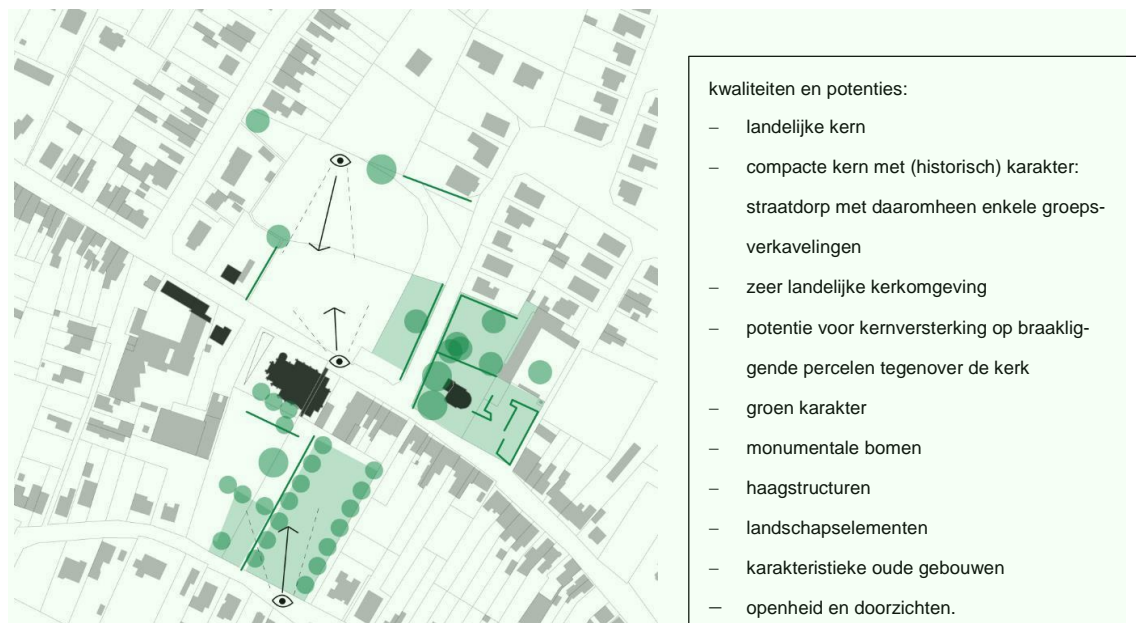 kwaliteiten en potenties:
– landelijke kern
– compacte kern met (historisch) karakter:
straatdorp met daaromheen enkele groeps-
verkavelingen
– zeer landelijke kerkomgeving
– potentie voor kernversterking op braaklig-
gende percelen tegenover de kerk
– groen karakter
– monumentale bomen
– haagstructuren
– landschapselementen
– karakteristieke oude gebouwen
– openheid en doorzichten.